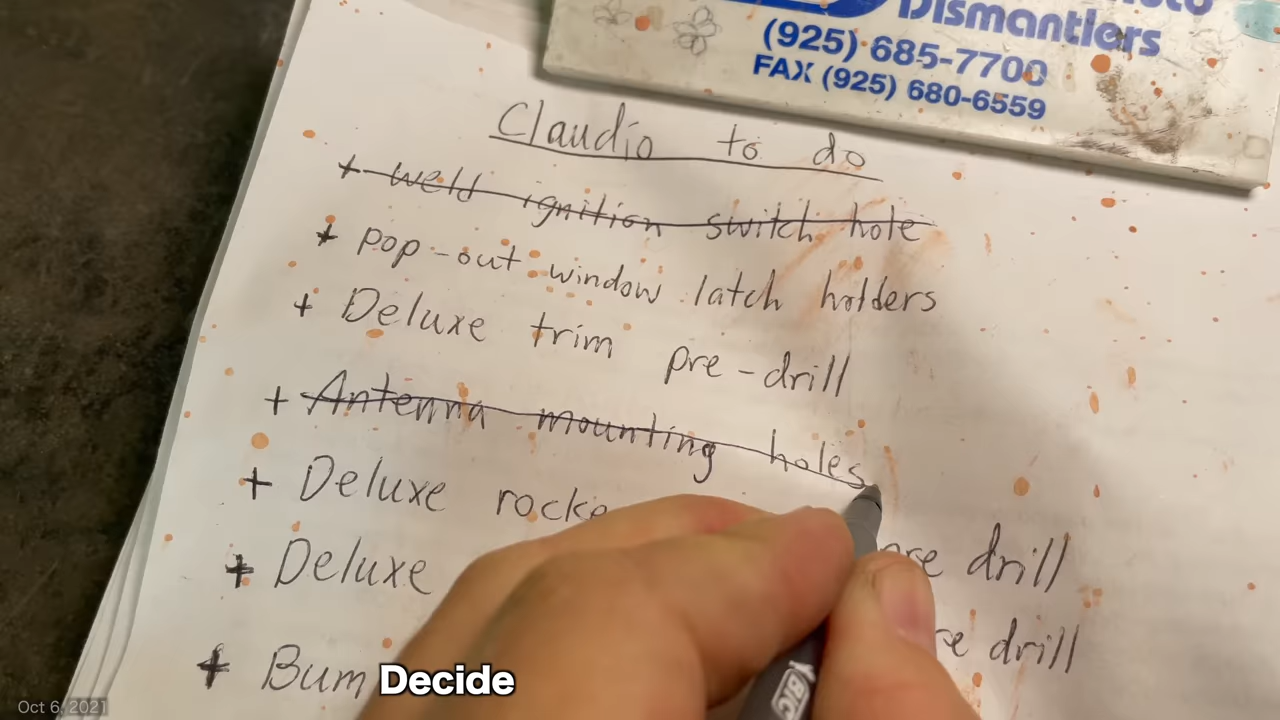 Dismantlers
(925) 685-7700
FAX (925) 680-6559
Claudio to do
+ weld ignition switch hole
+ pop-out window latch holders
+ Deluxe trim pre-drill
+ Antenna mounting holes
+ Deluxe rocke pre drill
+ Deluxe re drill
+ Bum
Decide
BIC
Oct 6, 2021